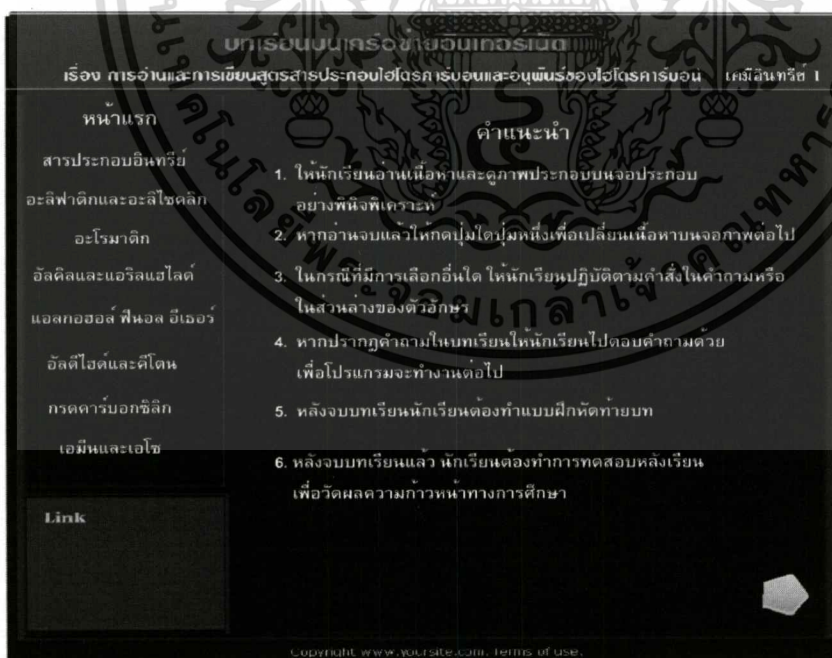 บทเรียนบนเครือข่ายอินเทอร์เน็ต
เรื่อง การอ่านและการเขียนสูตรสารประกอบไฮโดรคาร์บอนและอนุพันธ์ของไฮโดรคาร์บอน เคมีอินทรีย์ 1
หน้าแรก
สารประกอบอินทรีย์
อะลิฟาติกและอะลิไซคลิก
อะโรมาติก
อัลคิลและแอริลแฮไลด์
แอลกอฮอล์ ฟีนอล อีเธอร์
อัลดีไฮด์และคีโตน
กรดคาร์บอกซิลิก
เอมีนและเอโซ
Link
คำแนะนำ
1. ให้นักเรียนอ่านเนื้อหาและดูภาพประกอบบนจอประกอบ
อย่างพินิจพิเคราะห์
2. หากอ่านจบแล้วให้กดปุ่มใดปุ่มหนึ่งเพื่อเปลี่ยนเนื้อหาบนจอภาพต่อไป
3. ในกรณีที่มีการเลือกอื่นใด ให้นักเรียนปฏิบัติตามคำสั่งในคำถามหรือ
ในส่วนล่างของตัวอักษร
4. หากปรากฏคำถามในบทเรียนให้นักเรียนไปตอบคำถามด้วย
เพื่อโปรแกรมจะทำงานต่อไป
5. หลังจบบทเรียนนักเรียนต้องทำแบบฝึกหัดท้ายบท
6. หลังจบบทเรียนแล้ว นักเรียนต้องทำการทดสอบหลังเรียน
เพื่อวัดผลความก้าวหน้าทางการศึกษา
Copyright www.yoursite.com. Terms of use.